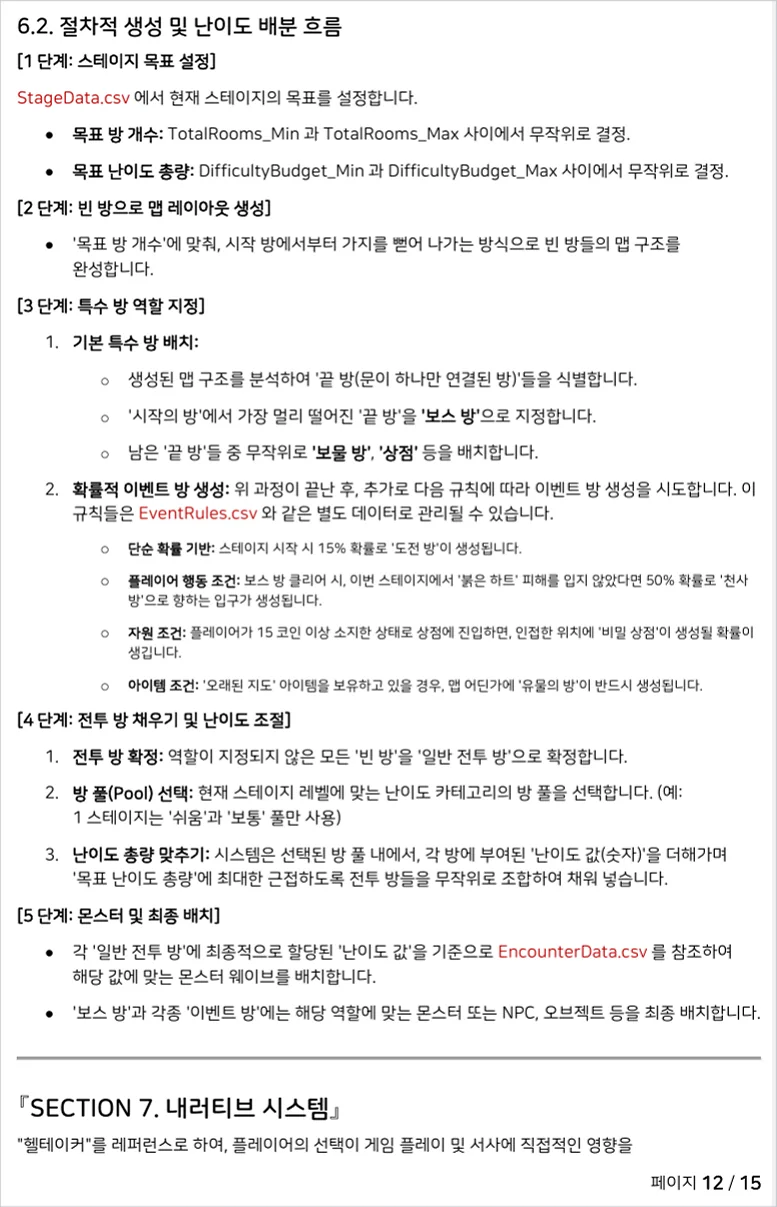 6.2. 절차적 생성 및 난이도 배분 흐름
[1 단계: 스테이지 목표 설정]
StageData.csv 에서 현재 스테이지의 목표를 설정합니다.
● 목표 방 개수: TotalRooms_Min 과 TotalRooms_Max 사이에서 무작위로 결정.
● 목표 난이도 총량: DifficultyBudget_Min 과 DifficultyBudget_Max 사이에서 무작위로 결정.
[2 단계: 빈 방으로 맵 레이아웃 생성]
● '목표 방 개수'에 맞춰, 시작 방에서부터 가지를 뻗어 나가는 방식으로 빈 방들의 맵 구조를
완성합니다.
[3 단계: 특수 방 역할 지정]
1. 기본 특수 방 배치:
○ 생성된 맵 구조를 분석하여 '끝 방(문이 하나만 연결된 방)'들을 식별합니다.
○ '시작의 방'에서 가장 멀리 떨어진 '끝 방'을 '보스 방'으로 지정합니다.
○ 남은 '끝 방'들 중 무작위로 '보물 방', '상점' 등을 배치합니다.
2. 확률적 이벤트 방 생성: 위 과정이 끝난 후, 추가로 다음 규칙에 따라 이벤트 방 생성을 시도합니다. 이
규칙들은 EventRules.csv 와 같은 별도 데이터로 관리될 수 있습니다.
○ 단순 확률 기반: 스테이지 시작 시 15% 확률로 '도전 방'이 생성됩니다.
○ 플레이어 행동 조건: 보스 방 클리어 시, 이번 스테이지에서 '붉은 하트' 피해를 입지 않았다면 50% 확률로 '천사
방'으로 향하는 입구가 생성됩니다.
○ 자원 조건: 플레이어가 15 코인 이상 소지한 상태로 상점에 진입하면, 인접한 위치에 '비밀 상점'이 생성될 확률이
생깁니다.
○ 아이템 조건: '오래된 지도' 아이템을 보유하고 있을 경우, 맵 어딘가에 '유물의 방'이 반드시 생성됩니다.
[4 단계: 전투 방 채우기 및 난이도 조절]
1. 전투 방 확정: 역할이 지정되지 않은 모든 '빈 방'을 '일반 전투 방'으로 확정합니다.
2. 방 풀(Pool) 선택: 현재 스테이지 레벨에 맞는 난이도 카테고리의 방 풀을 선택합니다. (예:
1 스테이지는 '쉬움'과 '보통' 풀만 사용)
3. 난이도 총량 맞추기: 시스템은 선택된 방 풀 내에서, 각 방에 부여된 '난이도 값(숫자)'을 더해가며
'목표 난이도 총량'에 최대한 근접하도록 전투 방들을 무작위로 조합하여 채워 넣습니다.
[5 단계: 몬스터 및 최종 배치]
● 각 '일반 전투 방'에 최종적으로 할당된 '난이도 값'을 기준으로 EncounterData.csv 를 참조하여
해당 값에 맞는 몬스터 웨이브를 배치합니다.
● '보스 방'과 각종 '이벤트 방'에는 해당 역할에 맞는 몬스터 또는 NPC, 오브젝트 등을 최종 배치합니다.
『SECTION 7. 내러티브 시스템』
"헬테이커"를 레퍼런스로 하여, 플레이어의 선택이 게임 플레이 및 서사에 직접적인 영향을
페이지 12 / 15